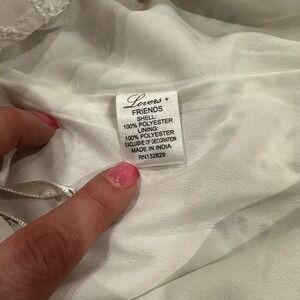 Lovers +
FRIENDS
SHELL:
100% POLYESTER
LINING:
100% POLYESTER
EXCLUSIVE OF DECORATION
MADE IN INDIA
RN132829